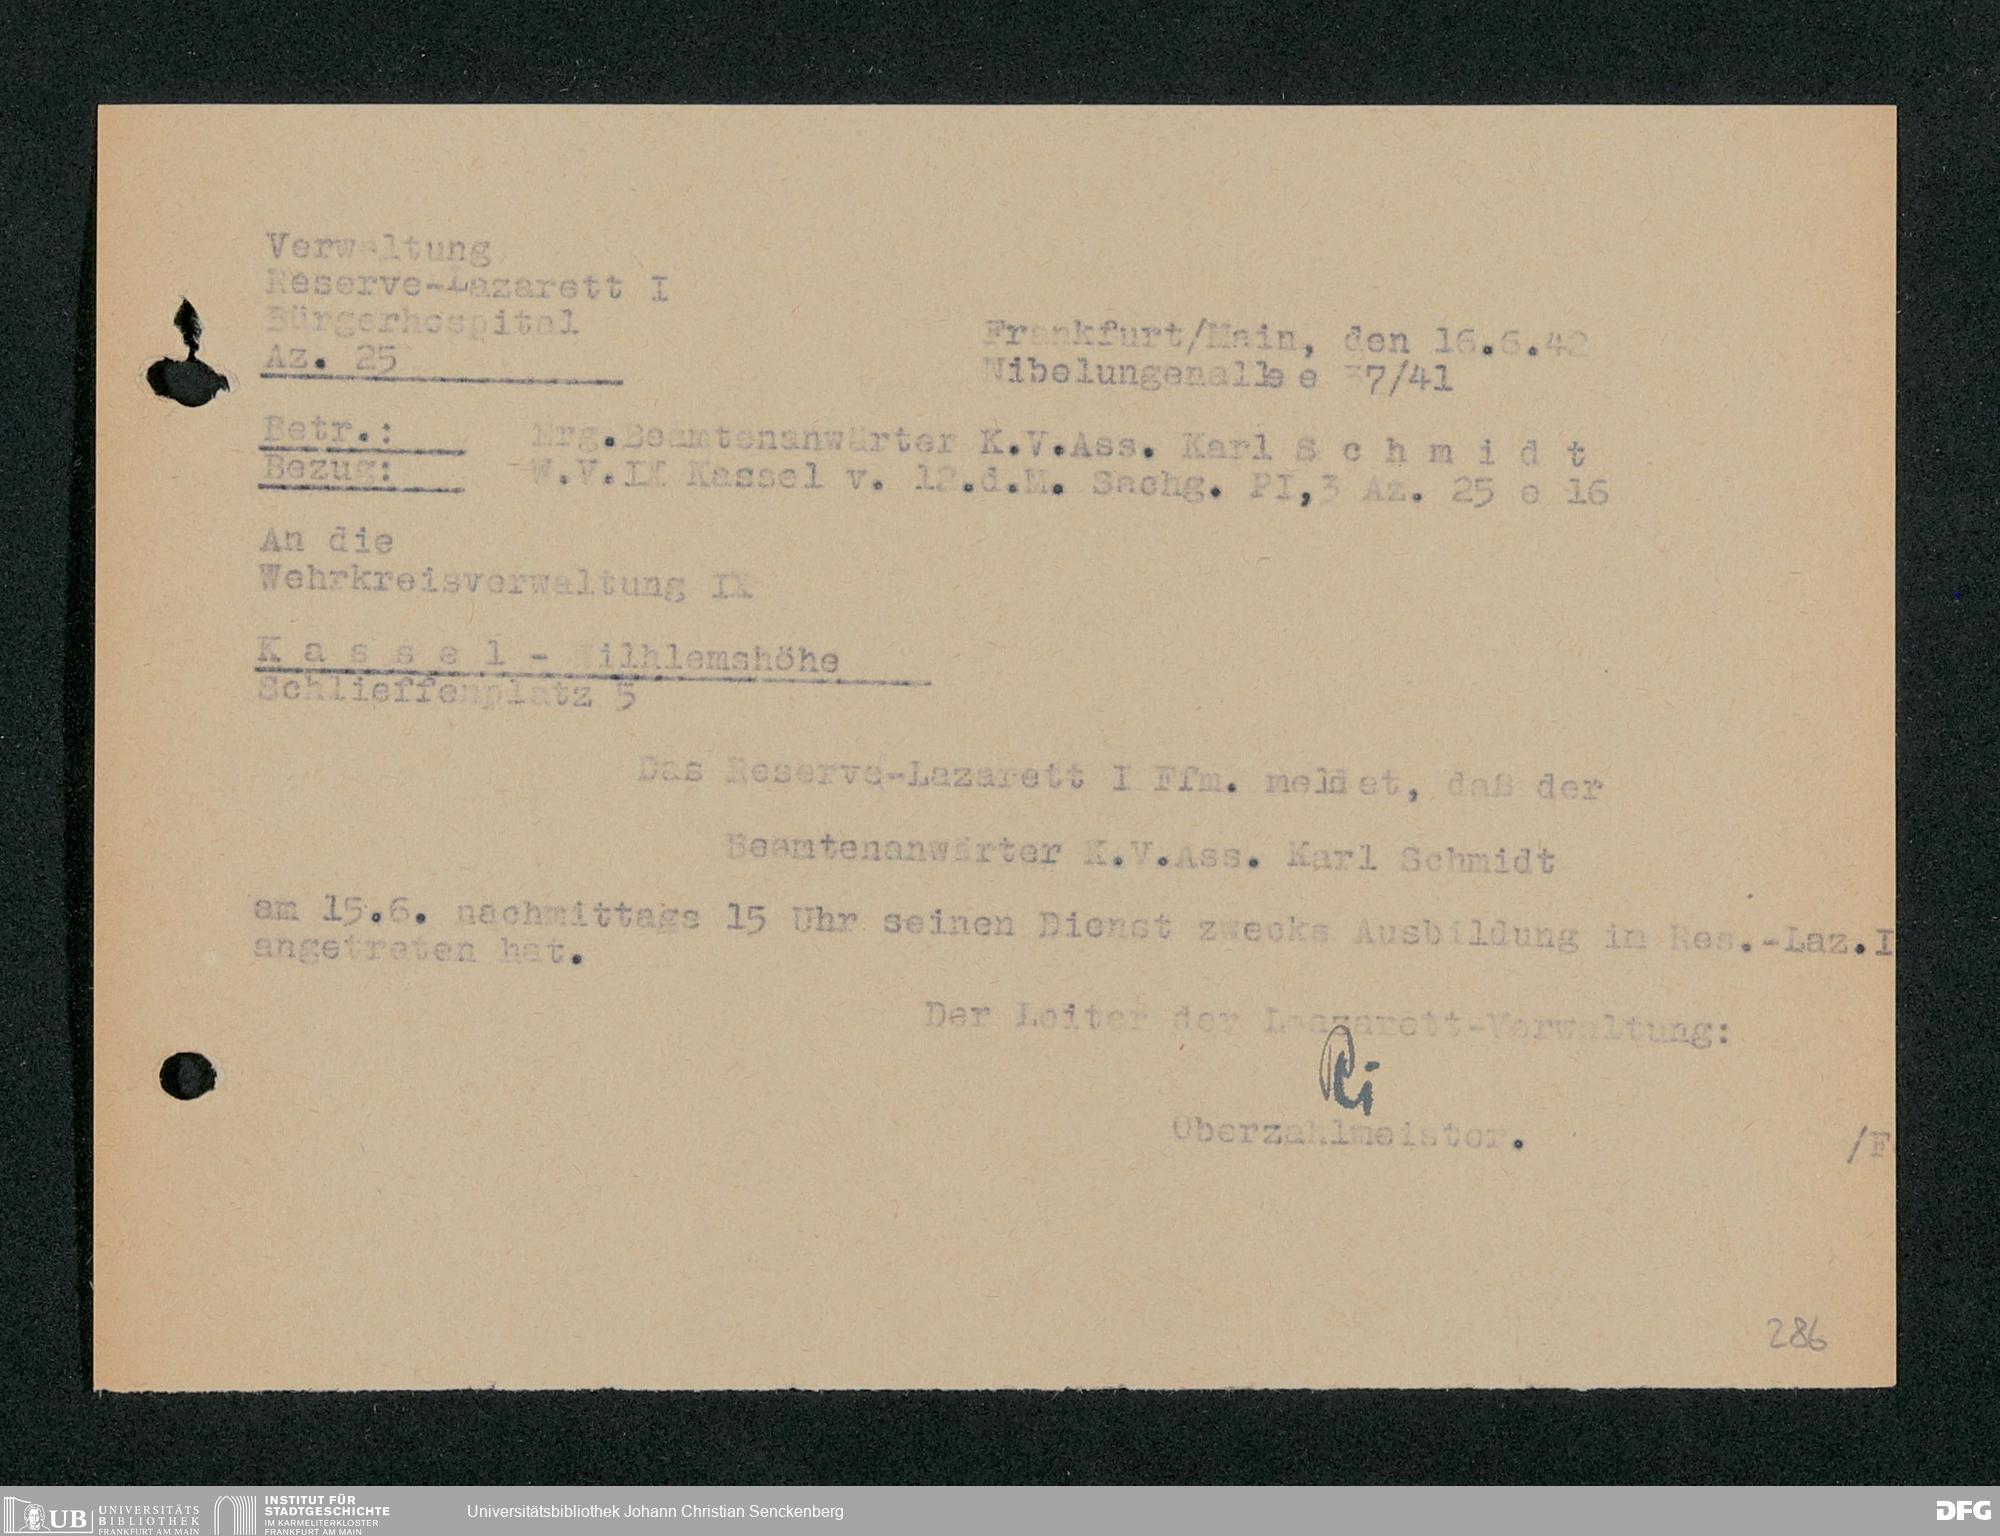 Verwaltung
Reserve-Lazarett I
Bürgerhospital
Az. 25
Frankfurt/Main, den 16.6.42
Nibelungenallee 37/41
Betr.: Erg.Beamtenanwärter K.V.Ass. Karl S c h m i d t
Bezug: W.V.IX Kassel v. 12.d.M. Sachg. PI,3 Az. 25 e 16
An die
Wehrkreisverwaltung IX
K a s s e l - Wilhlemshöhe
Schlieffenplatz 5
Das Reserve-Lazarett I Ffm. meldet, daß der
Beamtenanwärter K.V.Ass. Karl Schmidt
am 15.6. nachmittags 15 Uhr seinen Dienst zwecks Ausbildung im Res.-Laz.I
angetreten hat.
Der Leiter der Laazarett-Verwaltung:
Ri
Oberzahlmeister.
/F
286
UB UNIVERSITÄTS
BIBLIOTHEK
FRANKFURT AM MAIN
INSTITUT FÜR
STADTGESCHICHTE
IM KARMELITERKLOSTER
FRANKFURT AM MAIN
Universitätsbibliothek Johann Christian Senckenberg
DFG